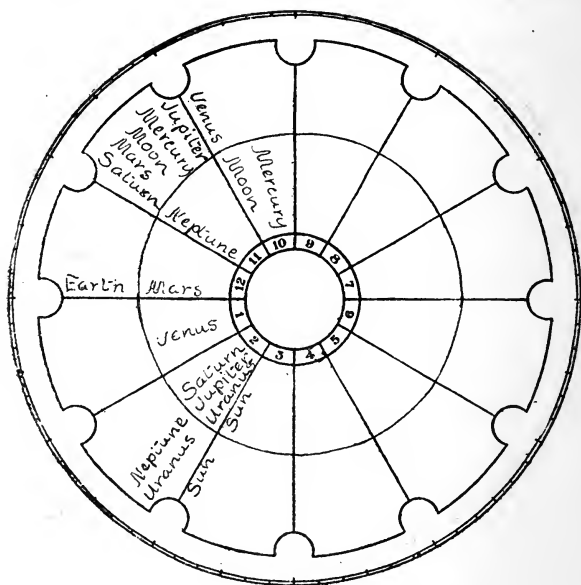 Venus
Jupiter
Mercury
Moon
Mars
Saturn
Mercury
Moon
Neptune
Earth
Mars
Venus
Saturn
Jupiter
Uranus
Sun
Neptune
Uranus
Sun
10
9
8
7
6
5
4
3
2
1
12
11